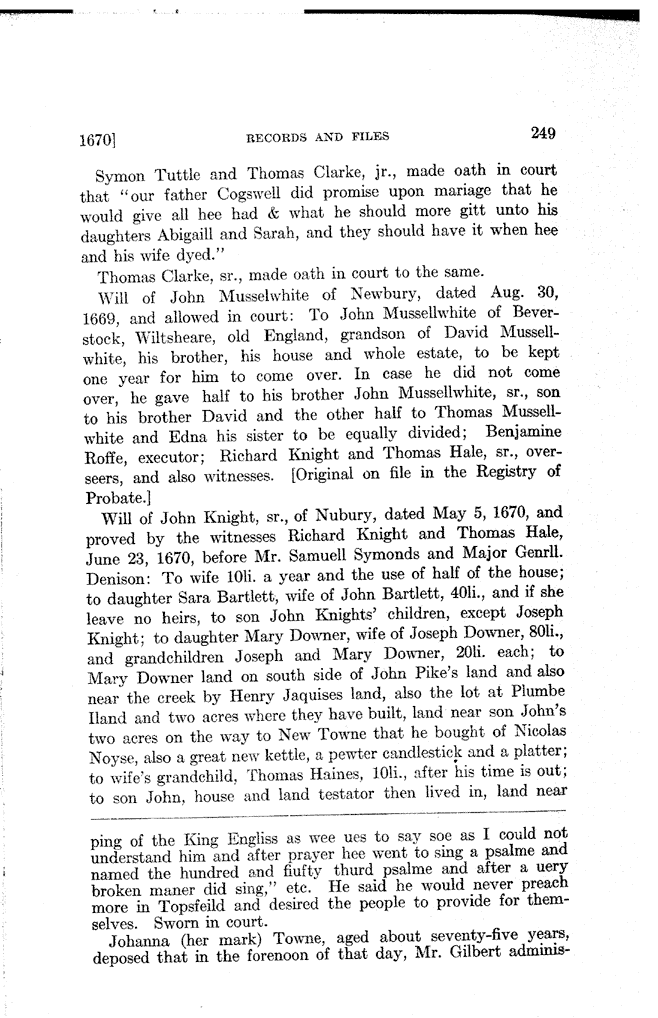 1670] RECORDS AND FILES 249
Symon Tuttle and Thomas Clarke, jr., made oath in court
that "our father Cogswell did promise upon mariage that he
would give all hee had & what he should more gitt unto his
daughters Abigaill and Sarah, and they should have it when hee
and his wife dyed."
Thomas Clarke, sr., made oath in court to the same.
Will of John Musselwhite of Newbury, dated Aug. 30,
1669, and allowed in court: To John Mussellwhite of Bever-
stock, Wiltsheare, old England, grandson of David Mussell-
white, his brother, his house and whole estate, to be kept
one year for him to come over. In case he did not come
over, he gave half to his brother John Mussellwhite, sr., son
to his brother David and the other half to Thomas Mussell-
white and Edna his sister to be equally divided; Benjamine
Roffe, executor; Richard Knight and Thomas Hale, sr., over-
seers, and also witnesses. [Original on file in the Registry of
Probate.]
Will of John Knight, sr., of Nubury, dated May 5, 1670, and
proved by the witnesses Richard Knight and Thomas Hale,
June 23, 1670, before Mr. Samuell Symonds and Major Genrll.
Denison: To wife 10li. a year and the use of half of the house;
to daughter Sara Bartlett, wife of John Bartlett, 40li., and if she
leave no heirs, to son John Knights' children, except Joseph
Knight; to daughter Mary Downer, wife of Joseph Downer, 80li.,
and grandchildren Joseph and Mary Downer, 20li. each; to
Mary Downer land on south side of John Pike's land and also
near the creek by Henry Jaquises land, also the lot at Plumbe
Iland and two acres where they have built, land near son John's
two acres on the way to New Towne that he bought of Nicolas
Noyse, also a great new kettle, a pewter candlestick and a platter;
to wife's grandchild, Thomas Haines, 10li., after his time is out;
to son John, house and land testator then lived in, land near
ping of the King Engliss as wee ues to say soe as I could not
understand him and after prayer hee went to sing a psalme and
named the hundred and fiufty thurd psalme and after a uery
broken maner did sing," etc. He said he would never preach
more in Topsfeild and desired the people to provide for them-
selves. Sworn in court.
Johanna (her mark) Towne, aged about seventy-five years,
deposed that in the forenoon of that day, Mr. Gilbert adminis-